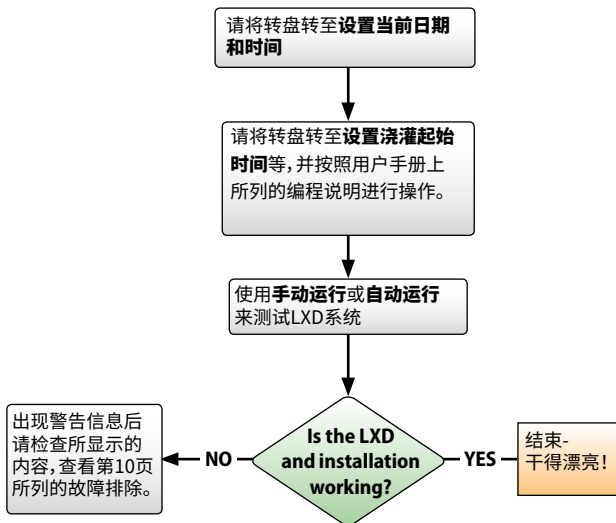 请将转盘转至设置当前日期
和时间
请将转盘转至设置浇灌起始
时间等,并按照用户手册上
所列的编程说明进行操作。
使用手动运行或自动运行
来测试LXD系统
出现警告信息后
请检查所显示的
内容,查看第10页
所列的故障排除。
NO
Is the LXD
and installation
working?
YES
结束-
干得漂亮!